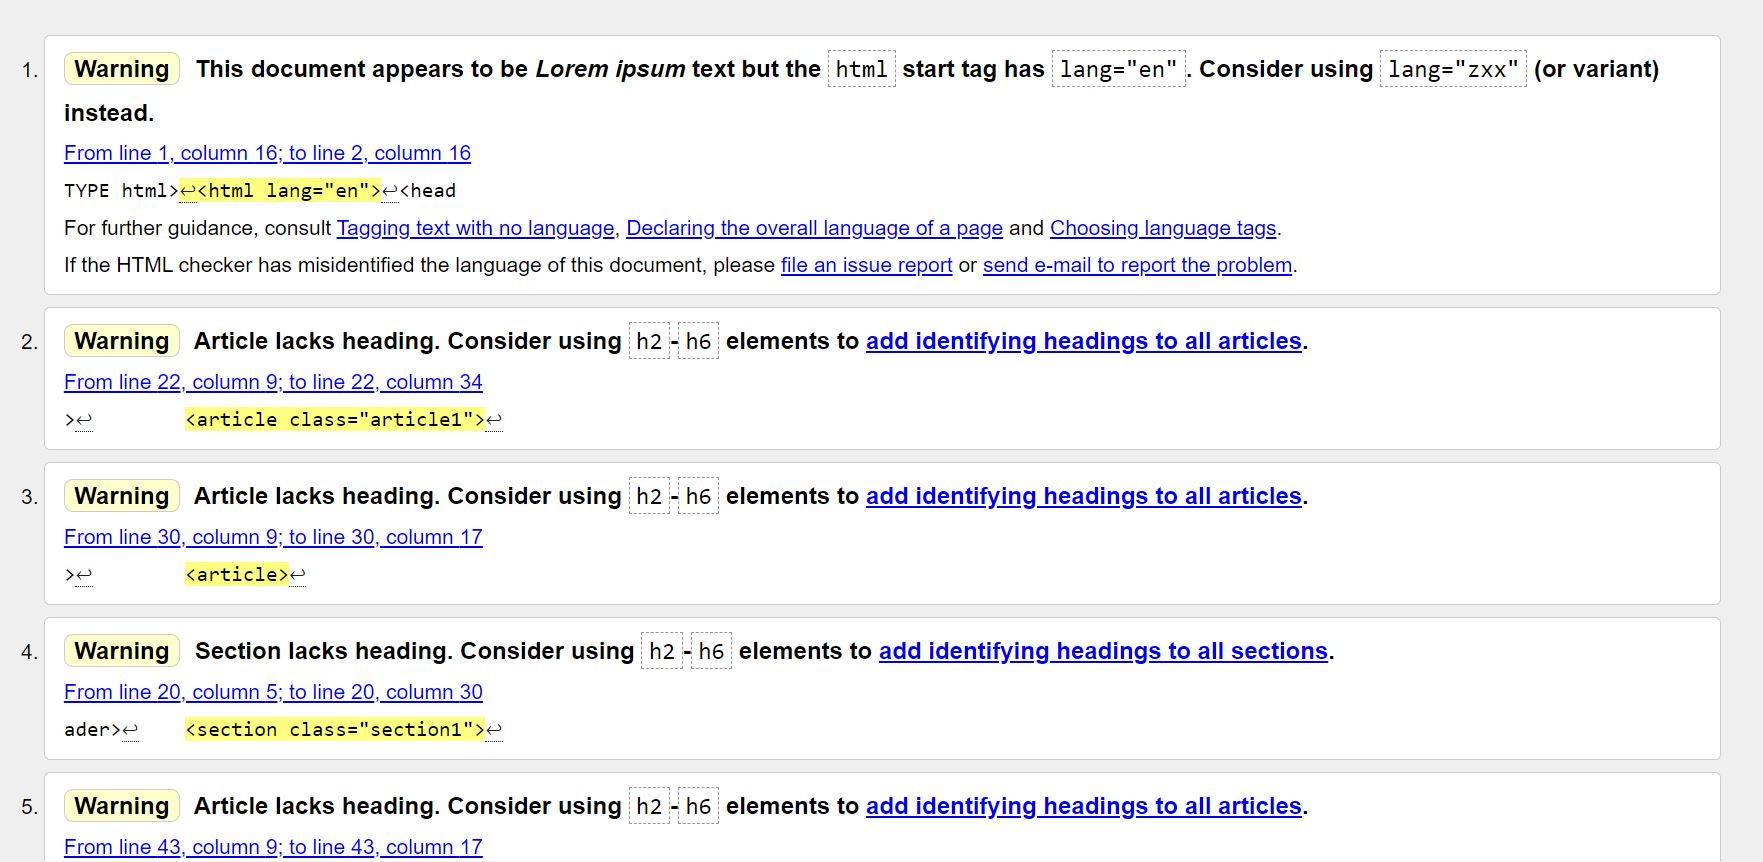 1. Warning This document appears to be Lorem ipsum text but the html start tag has lang="en". Consider using lang="zxx" (or variant)
instead.
From line 1, column 16; to line 2, column 16
TYPE html>↩<html lang="en">↩<head
For further guidance, consult Tagging text with no language, Declaring the overall language of a page and Choosing language tags.
If the HTML checker has misidentified the language of this document, please file an issue report or send e-mail to report the problem.
2. Warning Article lacks heading. Consider using h2-h6 elements to add identifying headings to all articles.
From line 22, column 9; to line 22, column 34
>↩ <article class="article1">↩
3. Warning Article lacks heading. Consider using h2-h6 elements to add identifying headings to all articles.
From line 30, column 9; to line 30, column 17
>↩ <article>↩
4. Warning Section lacks heading. Consider using h2-h6 elements to add identifying headings to all sections.
From line 20, column 5; to line 20, column 30
ader>↩ <section class="section1">↩
5. Warning Article lacks heading. Consider using h2-h6 elements to add identifying headings to all articles.
From line 43, column 9; to line 43, column 17